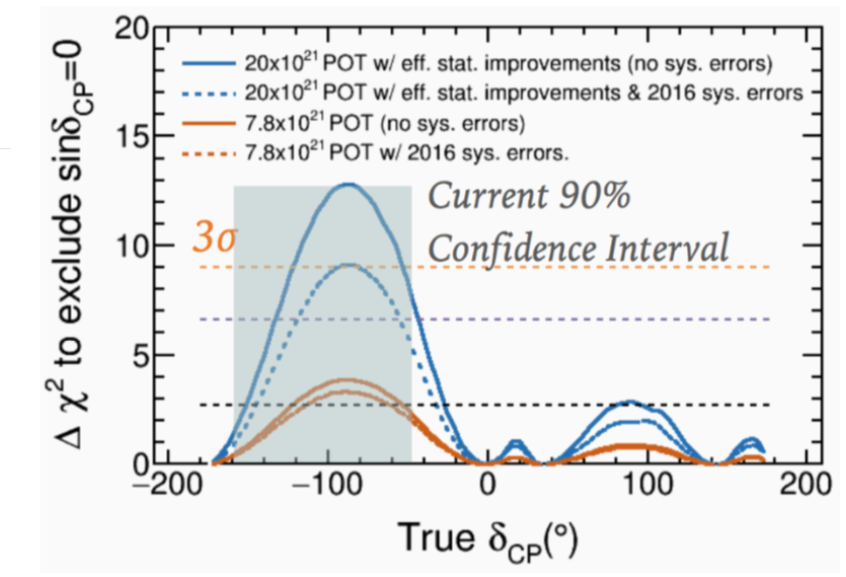 20
20x10²¹ POT w/ eff. stat. improvements (no sys. errors)
20x10²¹ POT w/ eff. stat. improvements & 2016 sys. errors
7.8x10²¹ POT (no sys. errors)
7.8x10²¹ POT w/ 2016 sys. errors.
15
Current 90%
Confidence Interval
3σ
10
5
0
−200 −100 0 100 200
True δCP(°)
Δ χ² to exclude sinδCP=0